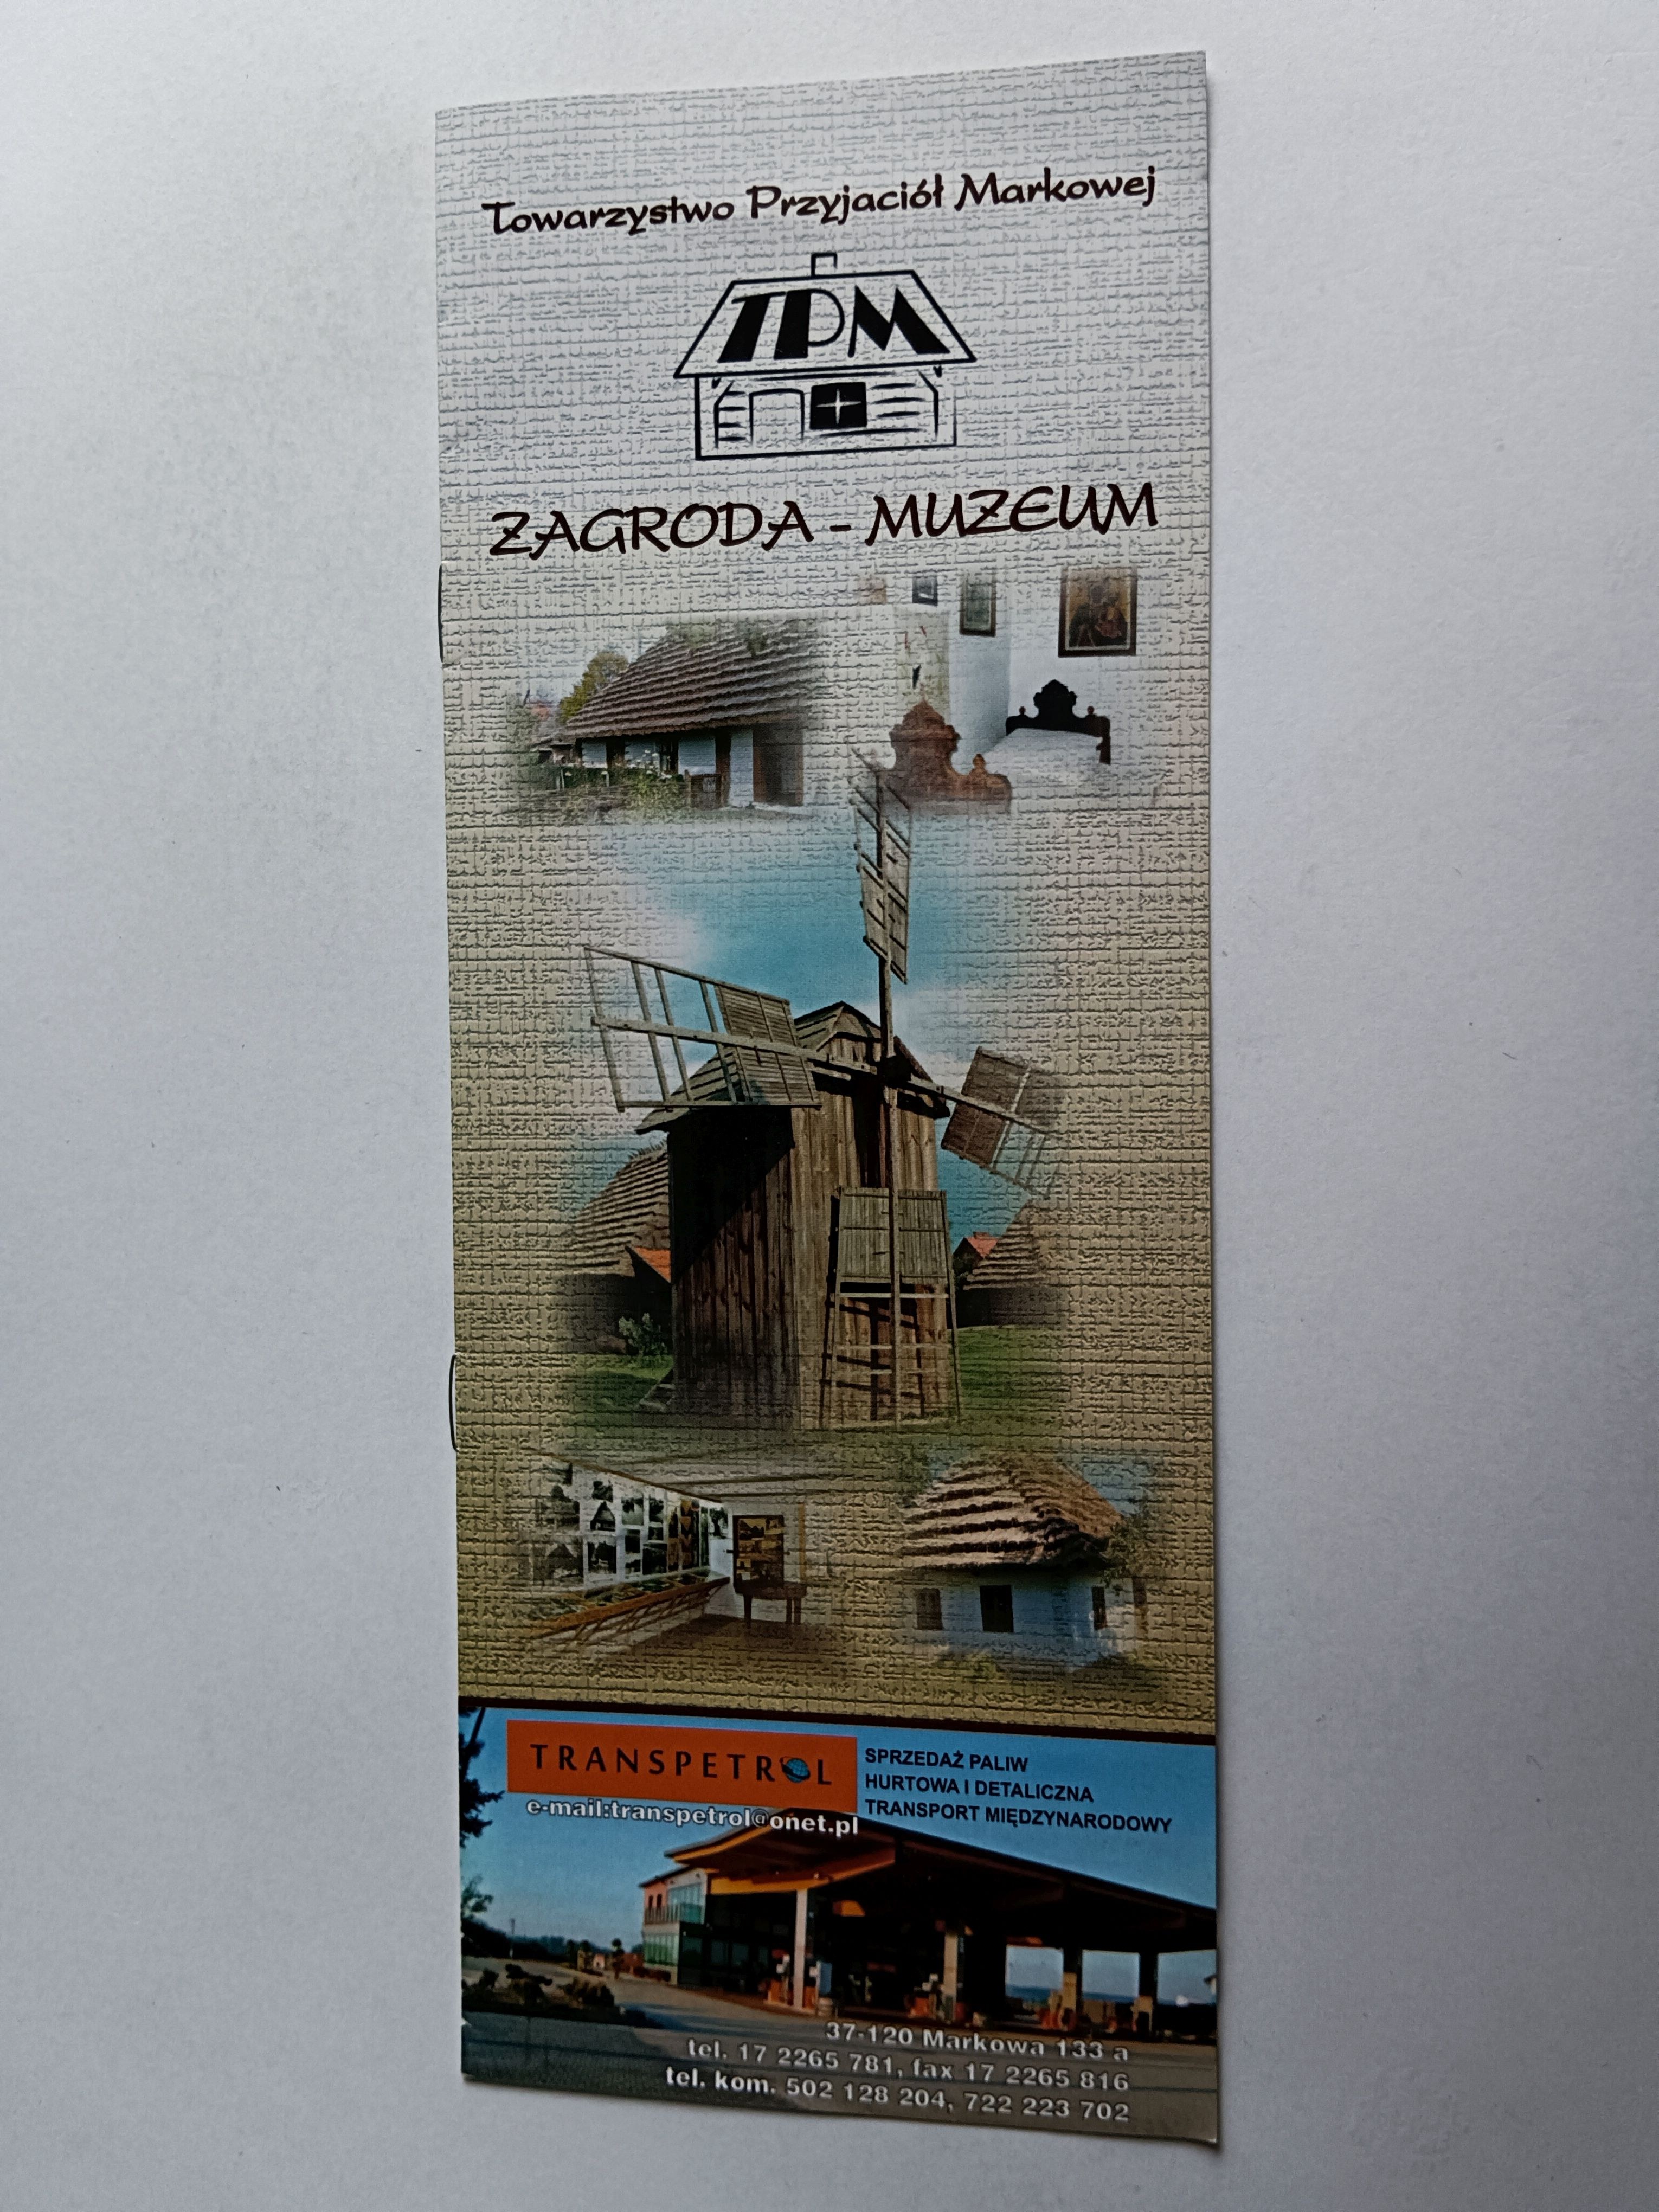 Towarzystwo Przyjaciół Markowej
TPM
ZAGRODA - MUZEUM
TRANSPETROL
e-mail:transpetrol@onet.pl
SPRZEDAŻ PALIW
HURTOWA I DETALICZNA
TRANSPORT MIĘDZYNARODOWY
37-120 Markowa 133 a
tel. 17 2265 781, fax 17 2265 816
tel. kom. 502 128 204, 722 223 702